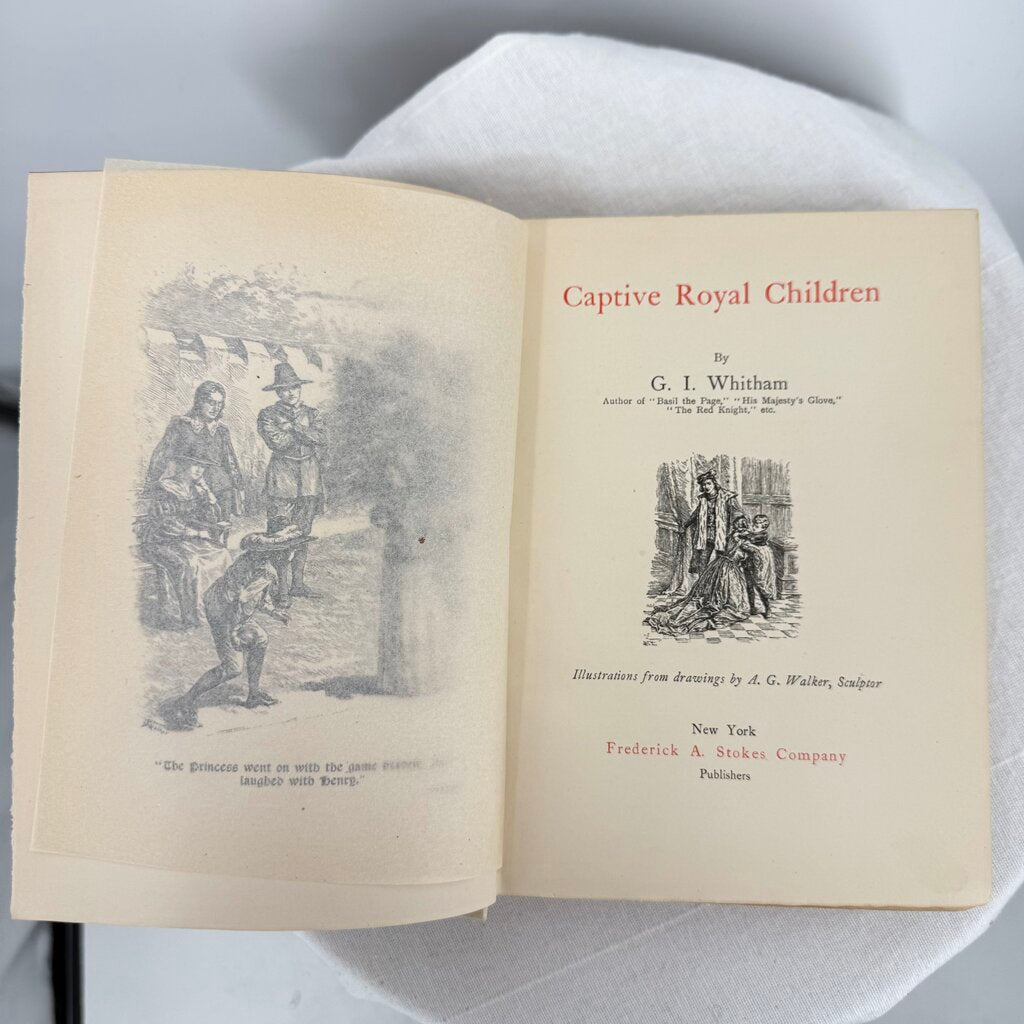 "The Princess went on with the game
laughed with Henry."
Captive Royal Children
By
G. I. Whitham
Author of "Basil the Page," "His Majesty's Glove,"
"The Red Knight," etc.
Illustrations from drawings by A. G. Walker, Sculptor
New York
Frederick A. Stokes Company
Publishers